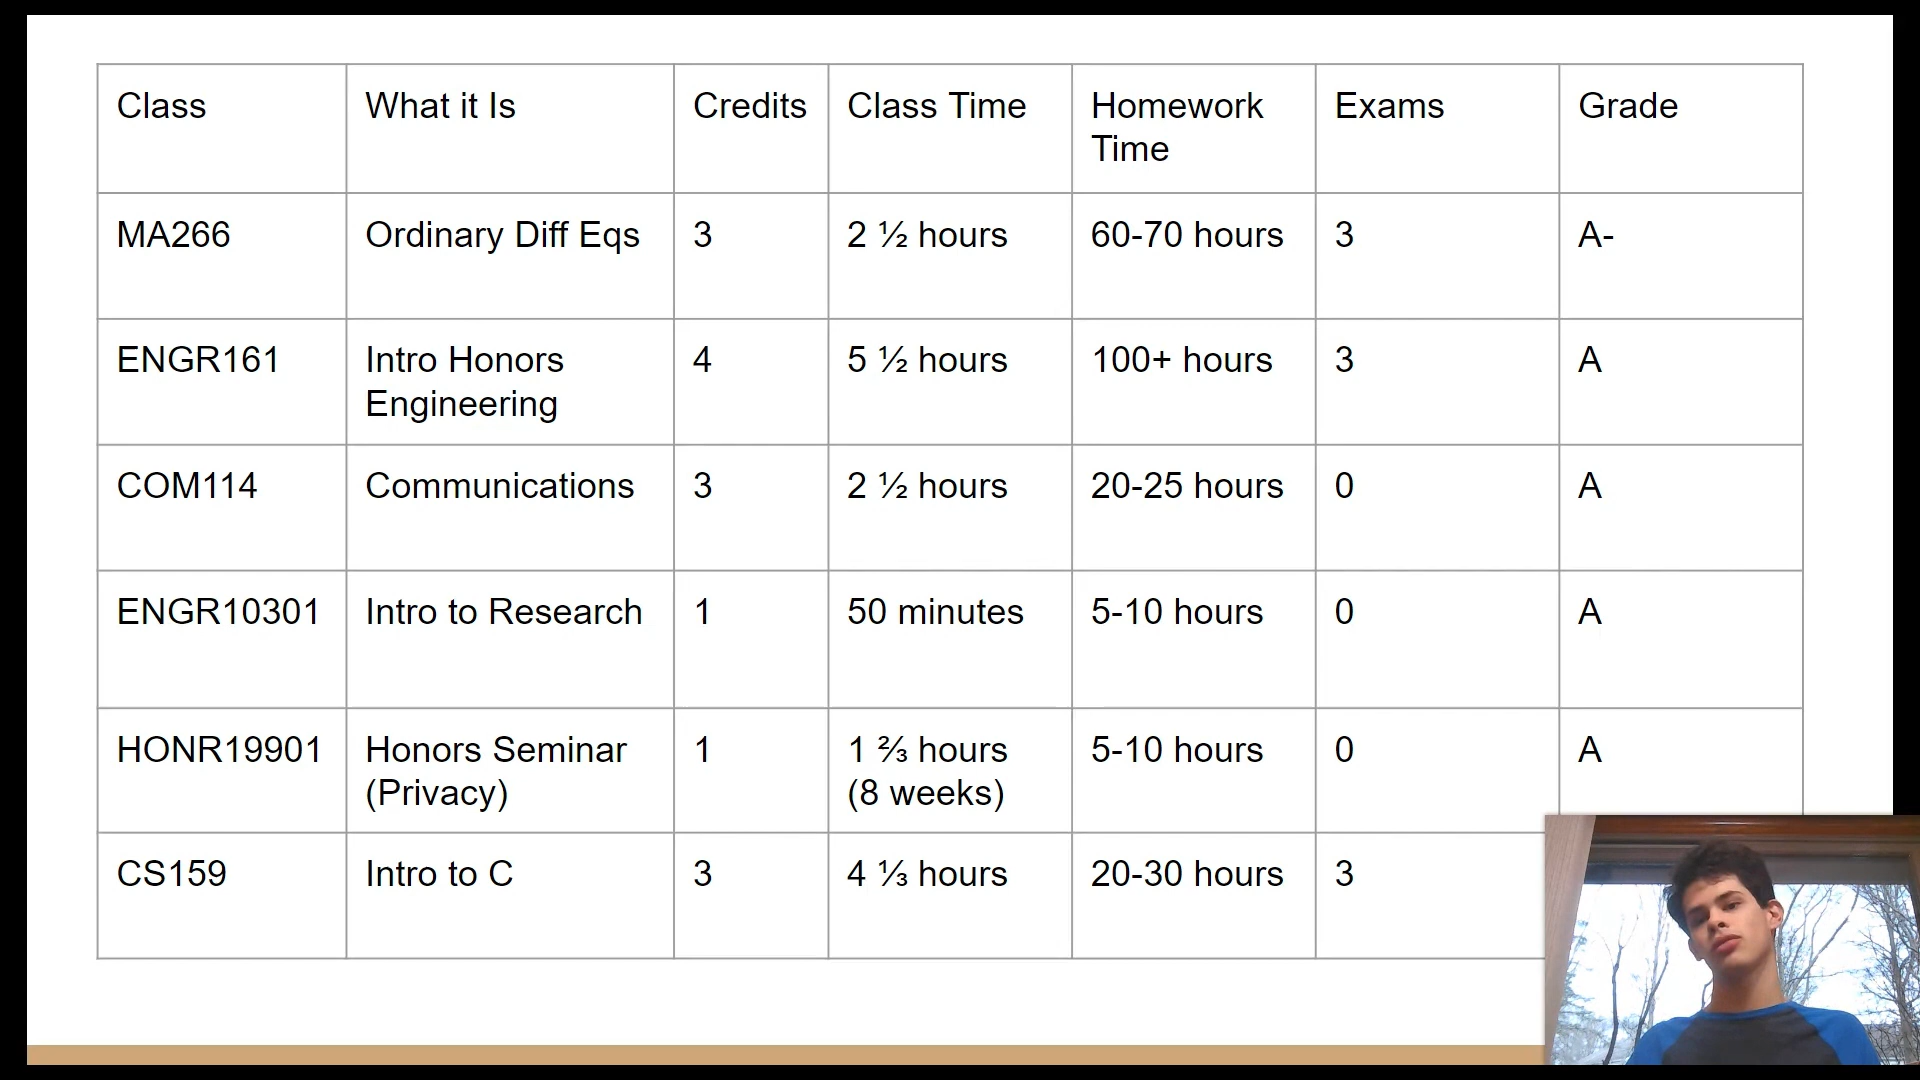 Class What it Is Credits Class Time Homework Exams Grade
Time
MA266 Ordinary Diff Eqs 3 2 ½ hours 60-70 hours 3 A-
ENGR161 Intro Honors 4 5 ½ hours 100+ hours 3 A
Engineering
COM114 Communications 3 2 ½ hours 20-25 hours 0 A
ENGR10301 Intro to Research 1 50 minutes 5-10 hours 0 A
HONR19901 Honors Seminar 1 1 ⅔ hours 5-10 hours 0 A
(Privacy) (8 weeks)
CS159 Intro to C 3 4 ⅓ hours 20-30 hours 3